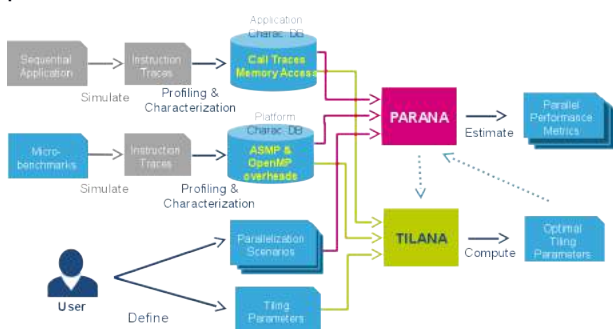 Application
Charac. DB
Sequential
Application
Instruction
Traces
Call Traces
Memory Access
Simulate
Profiling &
Characterization
PARANA
Estimate
Parallel
Performance
Metrics
Platform
Charac. DB
Micro-
benchmarks
Instruction
Traces
ASMP &
OpenMP
overheads
Simulate
Profiling &
Characterization
Parallelization
Scenarios
TILANA
Compute
Optimal
Tiling
Parameters
User
Define
Tiling
Parameters